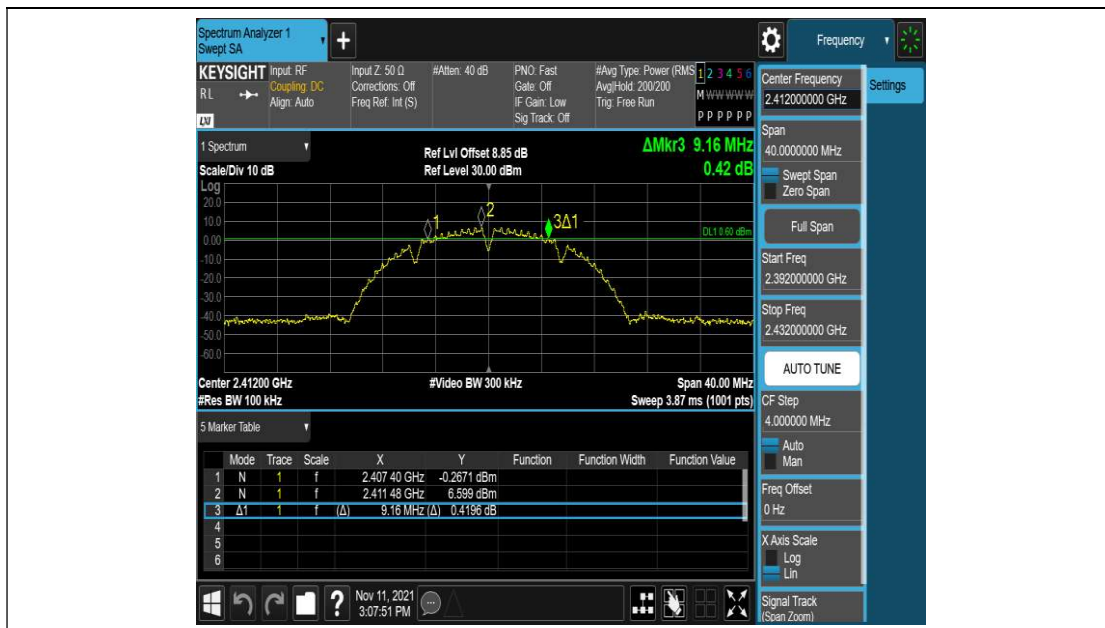 Spectrum Analyzer 1
Swept SA
+
Frequency
KEYSIGHT
RL
LXI
Input: RF
Coupling: DC
Align: Auto
Input Z: 50 Ω
Corrections: Off
Freq Ref: Int (S)
#Atten: 40 dB
PNO: Fast
Gate: Off
IF Gain: Low
Sig Track: Off
#Avg Type: Power (RMS
Avg|Hold: 200/200
Trig: Free Run
1 2 3 4 5 6
M W W W W W
P P P P P P
1 Spectrum
Scale/Div 10 dB
Ref Lvl Offset 8.85 dB
Ref Level 30.00 dBm
ΔMkr3 9.16 MHz
0.42 dB
Log
20.0
10.0
0.00
-10.0
-20.0
-30.0
-40.0
-50.0
-60.0
1
2
3Δ1
Center 2.41200 GHz
#Res BW 100 kHz
#Video BW 300 kHz
Span 40.00 MHz
Sweep 3.87 ms (1001 pts)
5 Marker Table
Mode Trace Scale X Y Function Function Width Function Value
1 N 1 f 2.407 40 GHz -0.2671 dBm
2 N 1 f 2.411 48 GHz 6.599 dBm
3 Δ1 1 f (Δ) 9.16 MHz (Δ) 0.4196 dB
4
5
6
Nov 11, 2021
3:07:51 PM
?
Center Frequency
2.412000000 GHz
Settings
Span
40.0000000 MHz
Swept Span
Zero Span
Full Span
Start Freq
2.392000000 GHz
Stop Freq
2.432000000 GHz
AUTO TUNE
CF Step
4.000000 MHz
Auto
Man
Freq Offset
0 Hz
X Axis Scale
Log
Lin
Signal Track
(Span Zoom)